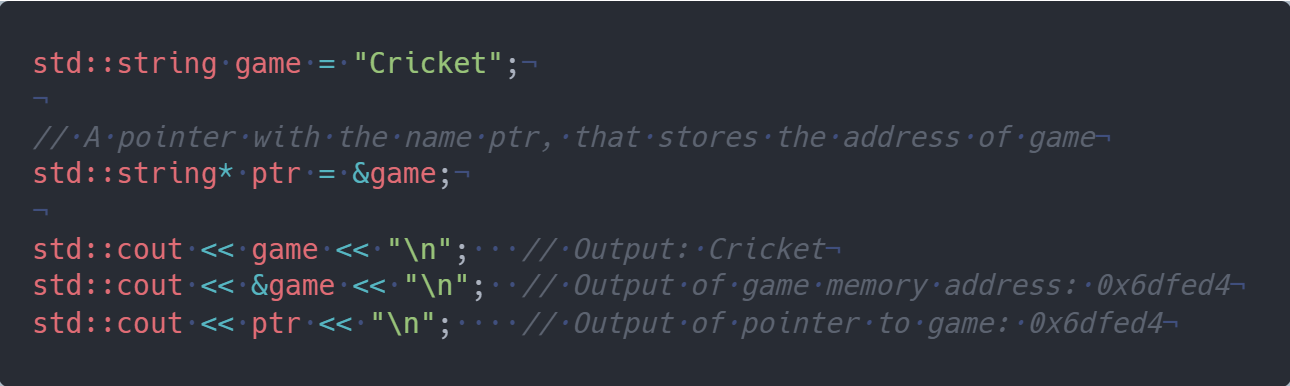 std::string game = "Cricket";
// A pointer with the name ptr, that stores the address of game
std::string* ptr = &game;
std::cout << game << "\n";   // Output: Cricket
std::cout << &game << "\n";  // Output of game memory address: 0x6dfed4
std::cout << ptr << "\n";    // Output of pointer to game: 0x6dfed4